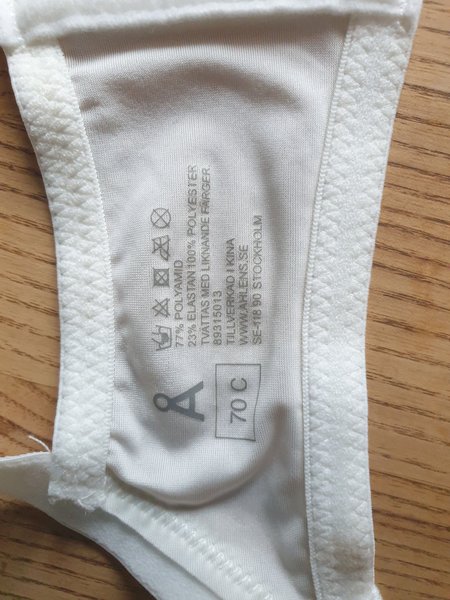 Å
70 C
77% POLYAMID
23% ELASTAN 100% POLYESTER
TVÄTTAS MED LIKNANDE FÄRGER
89315013
TILLVERKAD I KINA
WWW.AHLENS.SE
SE-118 90 STOCKHOLM